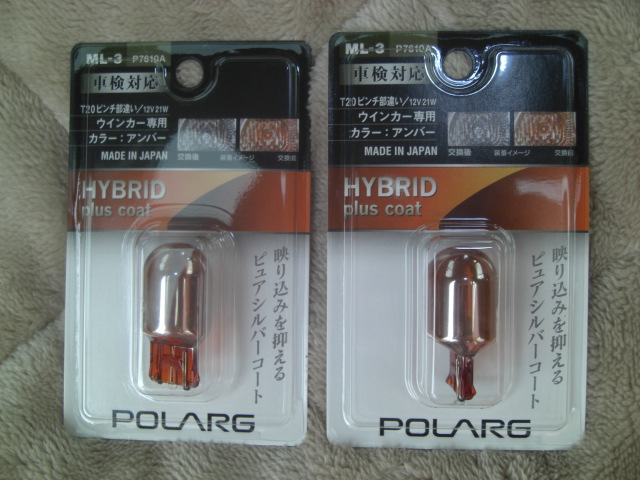 ML-3 P7610A
車検対応
T20ピンチ部違い/12V 21W
ウインカー専用
カラー:アンバー
MADE IN JAPAN
交換後 装着イメージ 交換前
HYBRID
plus coat
映り込みを抑える
ピュアシルバーコート
POLARG
ML-3 P7610A
車検対応
T20ピンチ部違い/12V 21W
ウインカー専用
カラー:アンバー
MADE IN JAPAN
交換後 装着イメージ 交換前
HYBRID
plus coat
映り込みを抑える
ピュアシルバーコート
POLARG